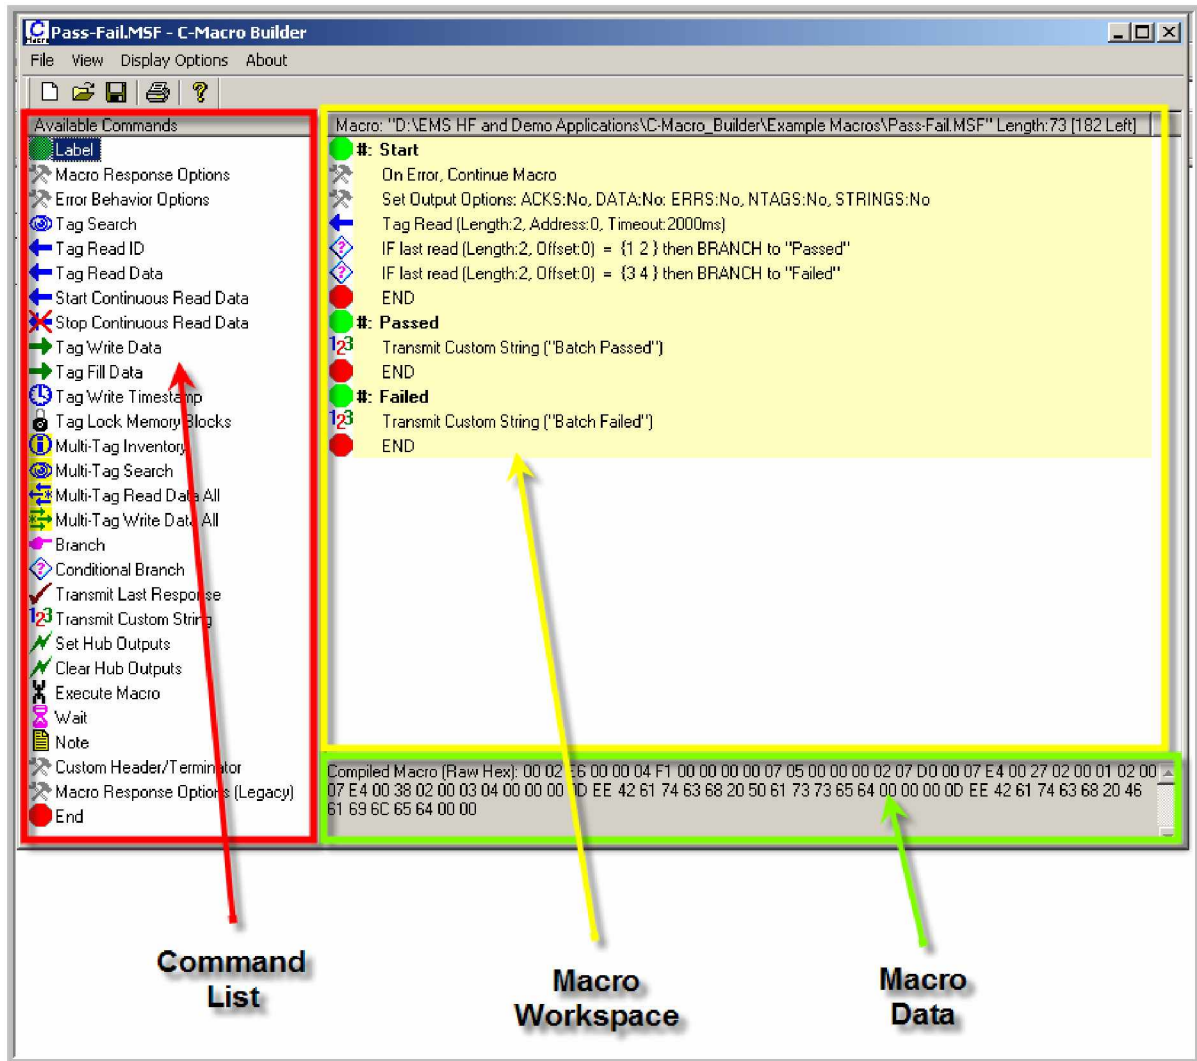 C
Macro
Pass-Fail.MSF - C-Macro Builder
File View Display Options About
Available Commands
Label
Macro Response Options
Error Behavior Options
Tag Search
Tag Read ID
Tag Read Data
Start Continuous Read Data
Stop Continuous Read Data
Tag Write Data
Tag Fill Data
Tag Write Timestamp
Tag Lock Memory Blocks
Multi-Tag Inventory
Multi-Tag Search
Multi-Tag Read Data All
Multi-Tag Write Data All
Branch
Conditional Branch
Transmit Last Response
123 Transmit Custom String
Set Hub Outputs
Clear Hub Outputs
Execute Macro
Wait
Note
Custom Header/Terminator
Macro Response Options (Legacy)
End
Macro: "D:\EMS HF and Demo Applications\C-Macro_Builder\Example Macros\Pass-Fail.MSF" Length:73 [182 Left]
#: Start
On Error, Continue Macro
Set Output Options: ACKS:No, DATA:No: ERRS:No, NTAGS:No, STRINGS:No
Tag Read (Length:2, Address:0, Timeout:2000ms)
IF last read (Length:2, Offset:0) = {1 2 } then BRANCH to "Passed"
IF last read (Length:2, Offset:0) = {3 4 } then BRANCH to "Failed"
END
#: Passed
123 Transmit Custom String ("Batch Passed")
END
#: Failed
123 Transmit Custom String ("Batch Failed")
END
Compiled Macro (Raw Hex): 00 02 E6 00 00 04 F1 00 00 00 00 07 05 00 00 00 02 07 D0 00 07 E4 00 27 02 00 01 02 00
07 E4 00 38 02 00 03 04 00 00 00 0D EE 42 61 74 63 68 20 50 61 73 73 65 64 00 00 00 0D EE 42 61 74 63 68 20 46
61 69 6C 65 64 00 00
Command
List
Macro
Workspace
Macro
Data